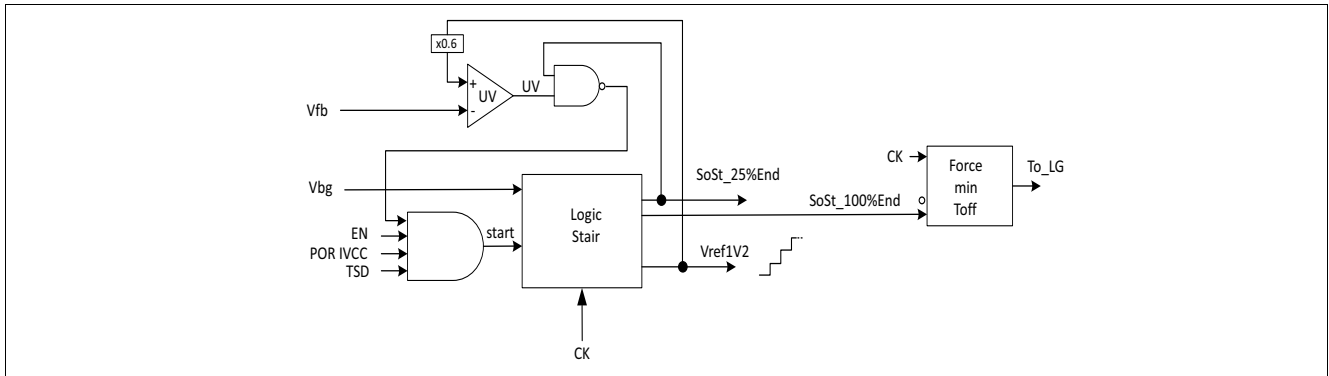 x0.6
+
UV
-
UV
Vfb
Vbg
EN
POR IVCC
TSD
start
Logic
Stair
CK
SoSt_25%End
SoSt_100%End
Vref1V2
CK
Force
min
Toff
To_LG